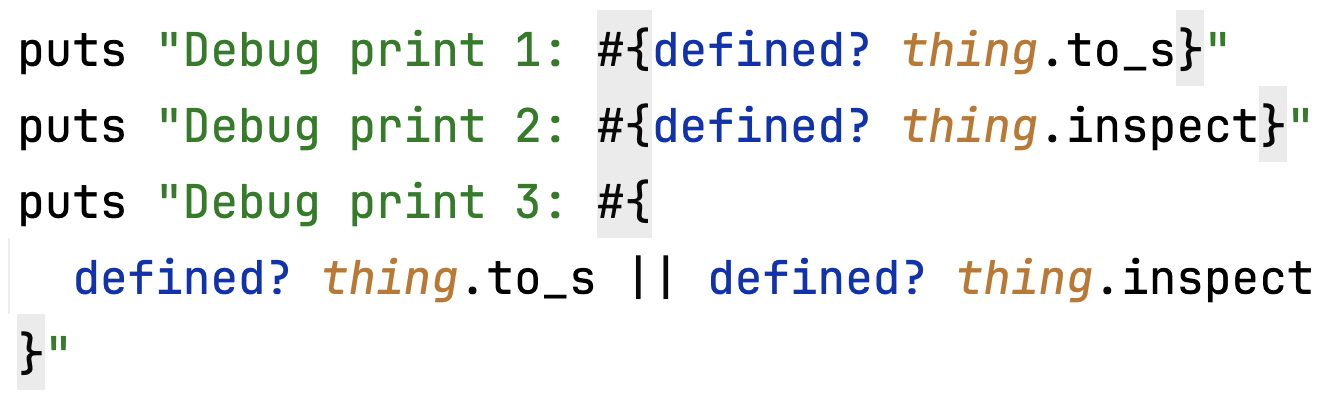 puts "Debug print 1: #{defined? thing.to_s}"
puts "Debug print 2: #{defined? thing.inspect}"
puts "Debug print 3: #{
  defined? thing.to_s || defined? thing.inspect
}"